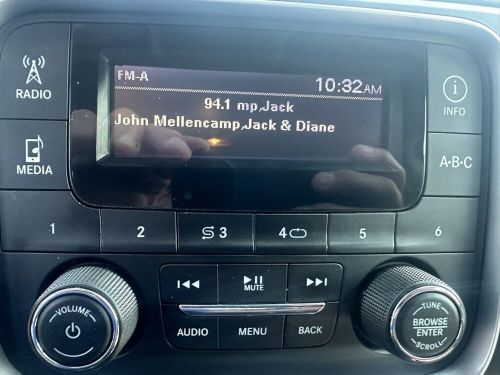 FM-A
10:32AM
94.1 mp,Jack
John Mellencamp,Jack & Diane
RADIO
MEDIA
INFO
A·B·C
1
2
3
4
5
6
VOLUME
MUTE
AUDIO
MENU
BACK
TUNE
BROWSE
ENTER
SCROLL